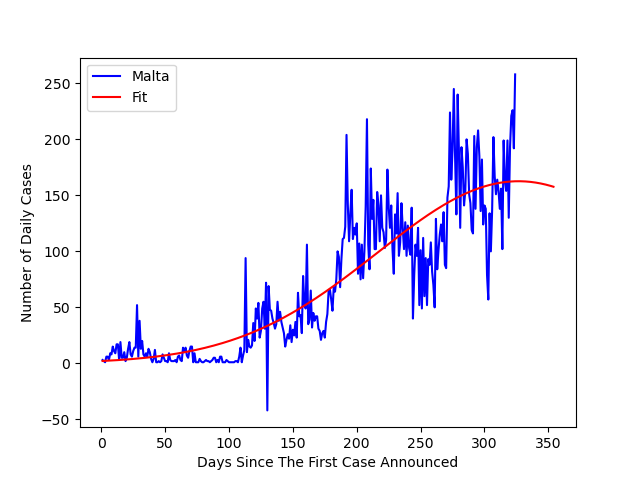 Malta
Fit
250
200
150
100
50
0
−50
Number of Daily Cases
0 50 100 150 200 250 300 350
Days Since The First Case Announced